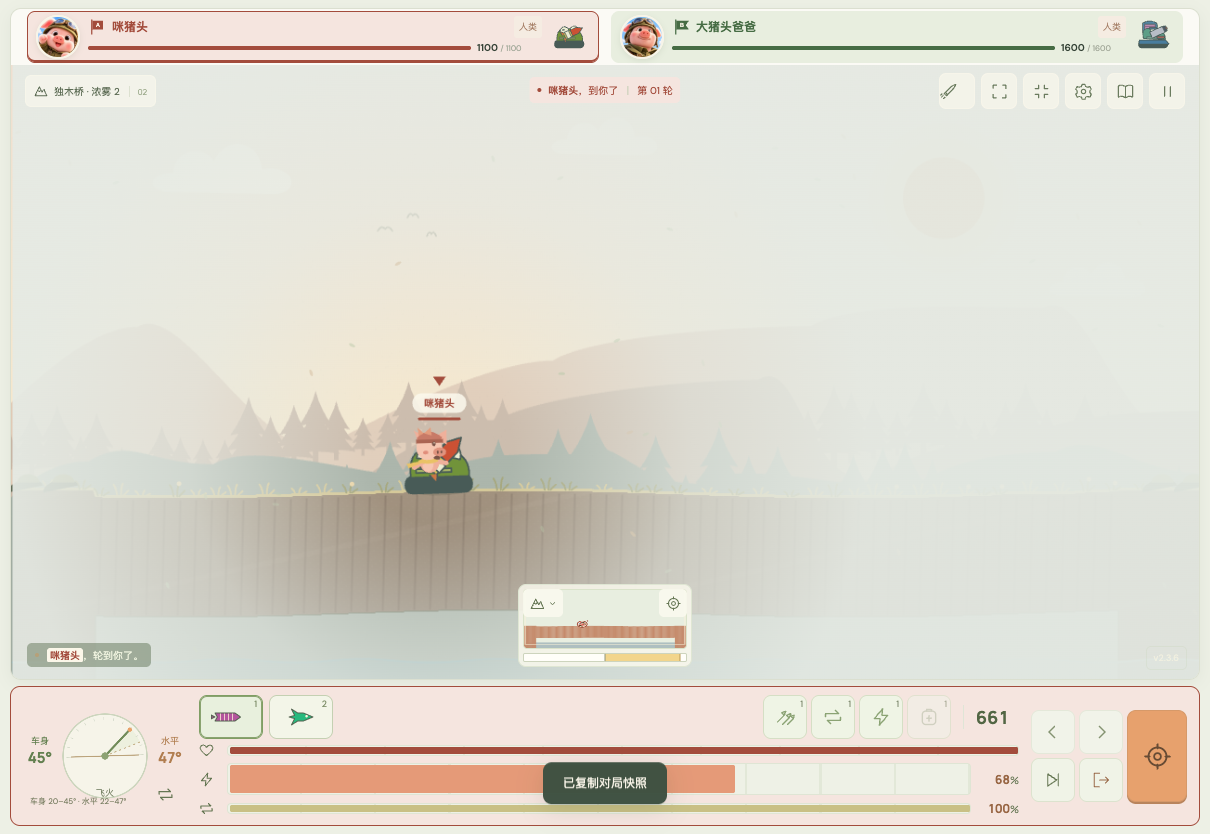 咪猪头
人类
1100 / 1100
大猪头爸爸
人类
1600 / 1600
独木桥 · 浓雾 2 02
咪猪头，到你了 第 01 轮
咪猪头
咪猪头，轮到你了。
v2.3.6
1
2
1
1
1
1
661
车身
45°
水平
47°
飞火
车身 20–45° · 水平 22–47°
68%
100%
已复制对局快照